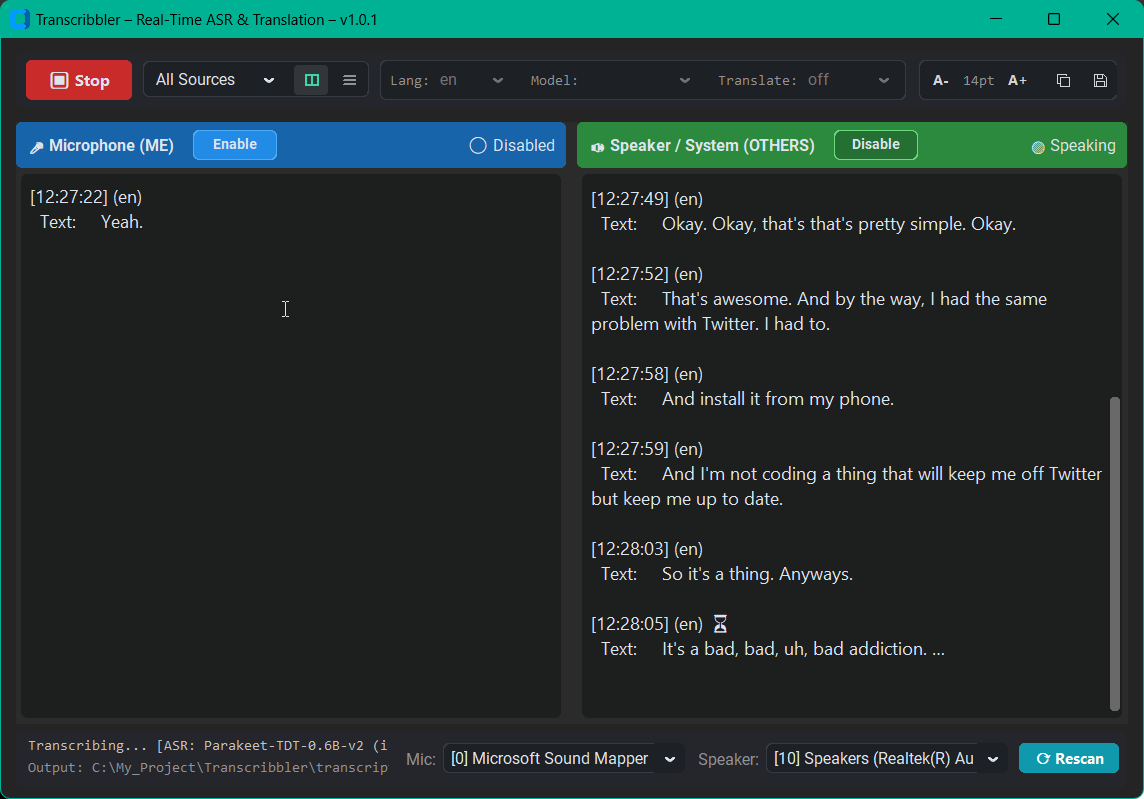 Transcribbler – Real-Time ASR & Translation – v1.0.1
Stop
All Sources
Lang: en
Model:
Translate: off
A- 14pt A+
Microphone (ME)
Enable
Disabled
Speaker / System (OTHERS)
Disable
Speaking
[12:27:22] (en)
Text: Yeah.
[12:27:49] (en)
Text: Okay. Okay, that's that's pretty simple. Okay.
[12:27:52] (en)
Text: That's awesome. And by the way, I had the same
problem with Twitter. I had to.
[12:27:58] (en)
Text: And install it from my phone.
[12:27:59] (en)
Text: And I'm not coding a thing that will keep me off Twitter
but keep me up to date.
[12:28:03] (en)
Text: So it's a thing. Anyways.
[12:28:05] (en)
Text: It's a bad, bad, uh, bad addiction. ...
Transcribing... [ASR: Parakeet-TDT-0.6B-v2 (i
Output: C:\My_Project\Transcribbler\transcrip
Mic: [0] Microsoft Sound Mapper
Speaker: [10] Speakers (Realtek(R) Au
Rescan